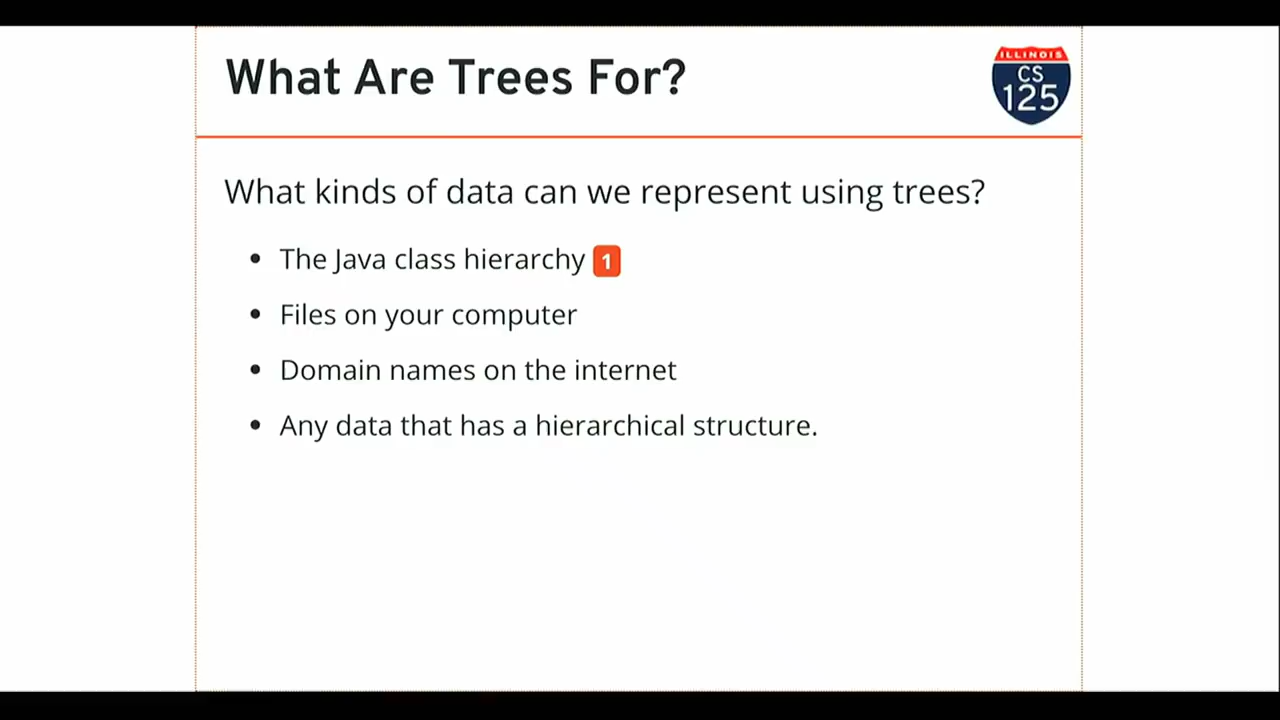 What Are Trees For?
ILLINOIS
CS
125
What kinds of data can we represent using trees?
• The Java class hierarchy 1
• Files on your computer
• Domain names on the internet
• Any data that has a hierarchical structure.